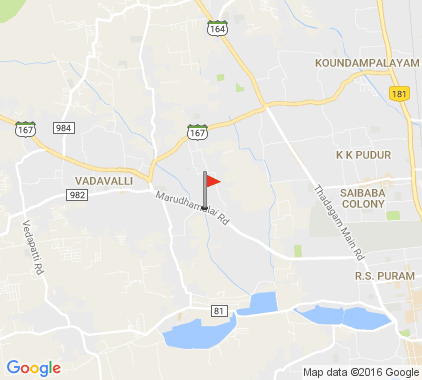 164
KOUNDAMPALAYAM
181
167
984
167
K K PUDUR
VADAVALLI
982
SAIBABA
COLONY
Marudhamalai Rd
Thadagam Main Rd
Vedapatti Rd
R.S. PURAM
81
Google
Map data ©2016 Google